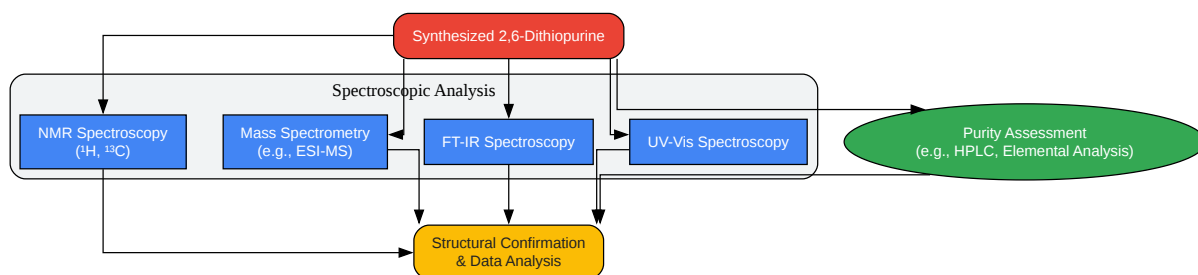 Synthesized 2,6-Dithiopurine
Spectroscopic Analysis
NMR Spectroscopy
(¹H, ¹³C)
Mass Spectrometry
(e.g., ESI-MS)
FT-IR Spectroscopy
UV-Vis Spectroscopy
Purity Assessment
(e.g., HPLC, Elemental Analysis)
Structural Confirmation
& Data Analysis